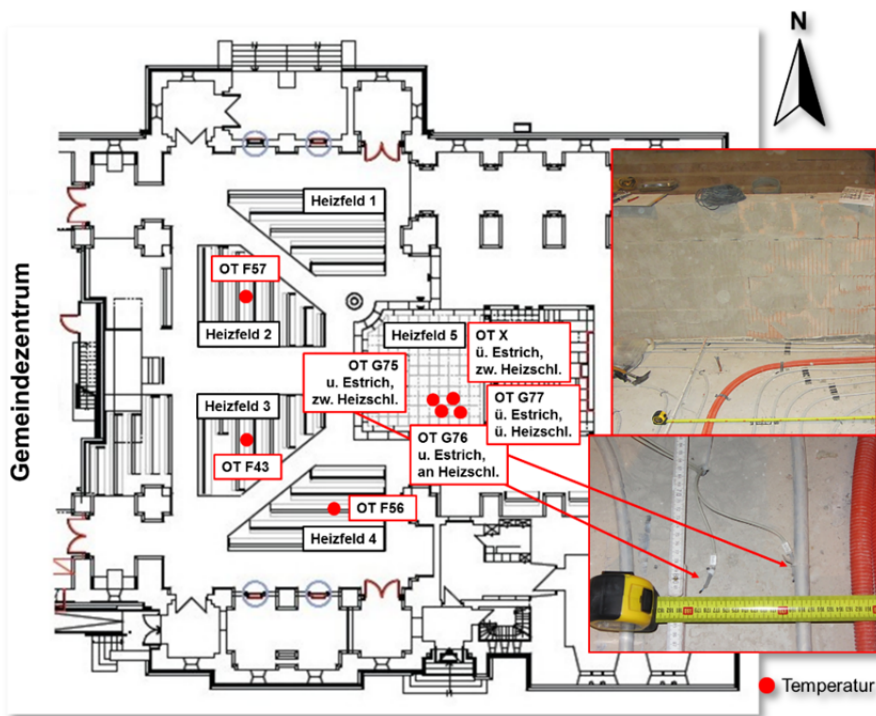 N
Gemeindezentrum
Heizfeld 1
OT F57
Heizfeld 2
Heizfeld 5
OT X
ü. Estrich,
zw. Heizschl.
OT G75
u. Estrich,
zw. Heizschl.
OT G77
ü. Estrich,
ü. Heizschl.
Heizfeld 3
OT G76
u. Estrich,
an Heizschl.
OT F43
OT F56
Heizfeld 4
Temperatur